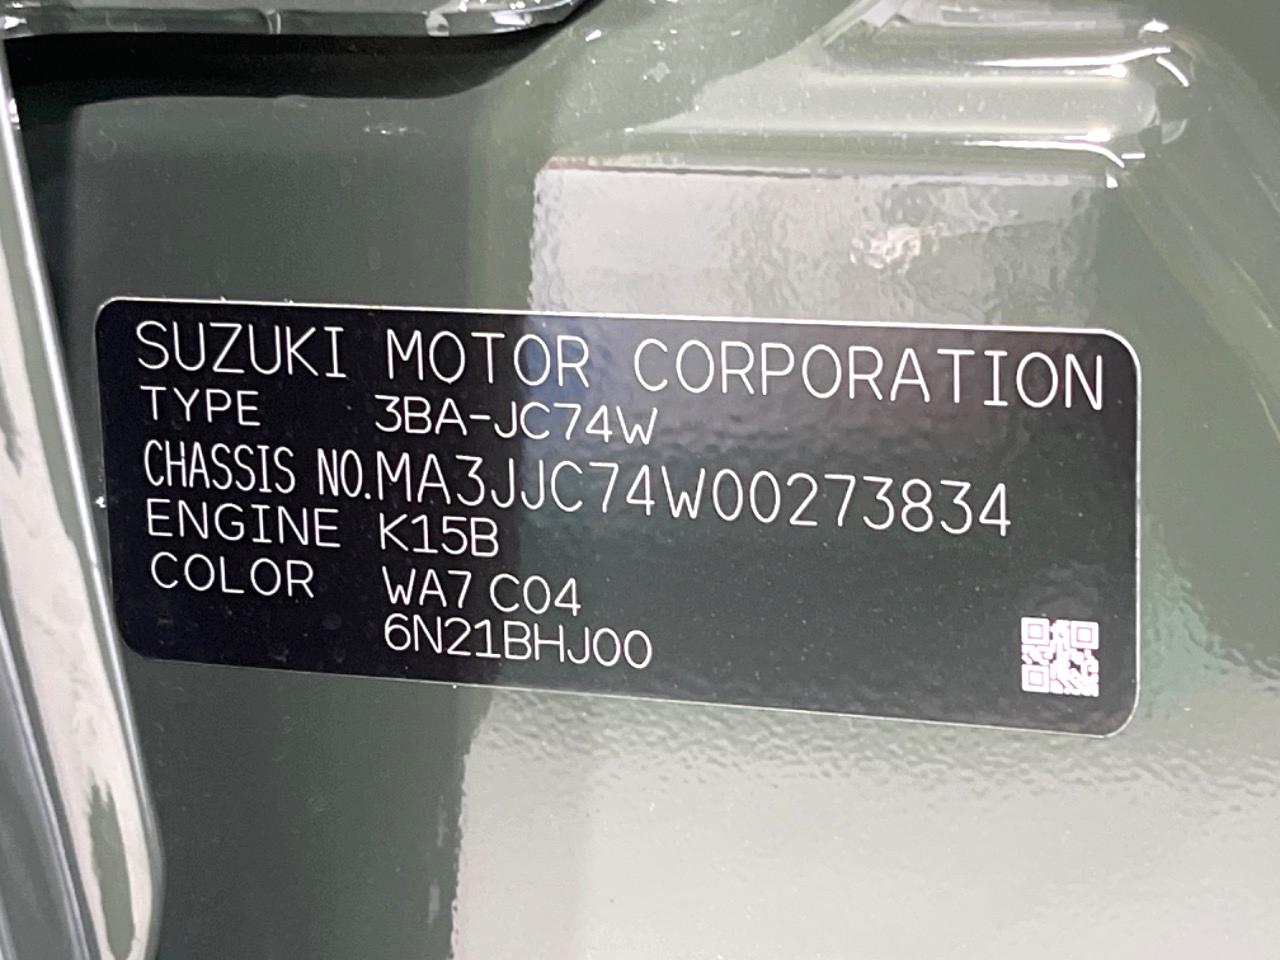 SUZUKI MOTOR CORPORATION
TYPE 3BA-JC74W
CHASSIS NO.MA3JJC74W00273834
ENGINE K15B
COLOR WA7 C04
6N21BHJ00